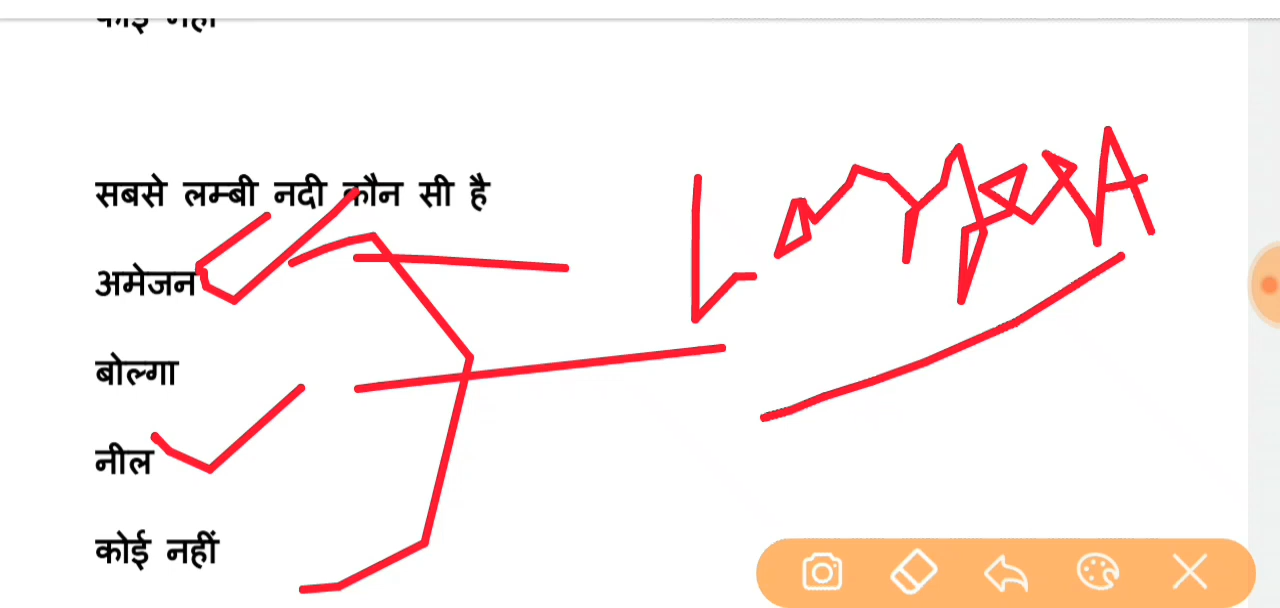 सबसे लम्बी नदी कौन सी है
अमेजन
बोल्गा
नील
कोई नहीं